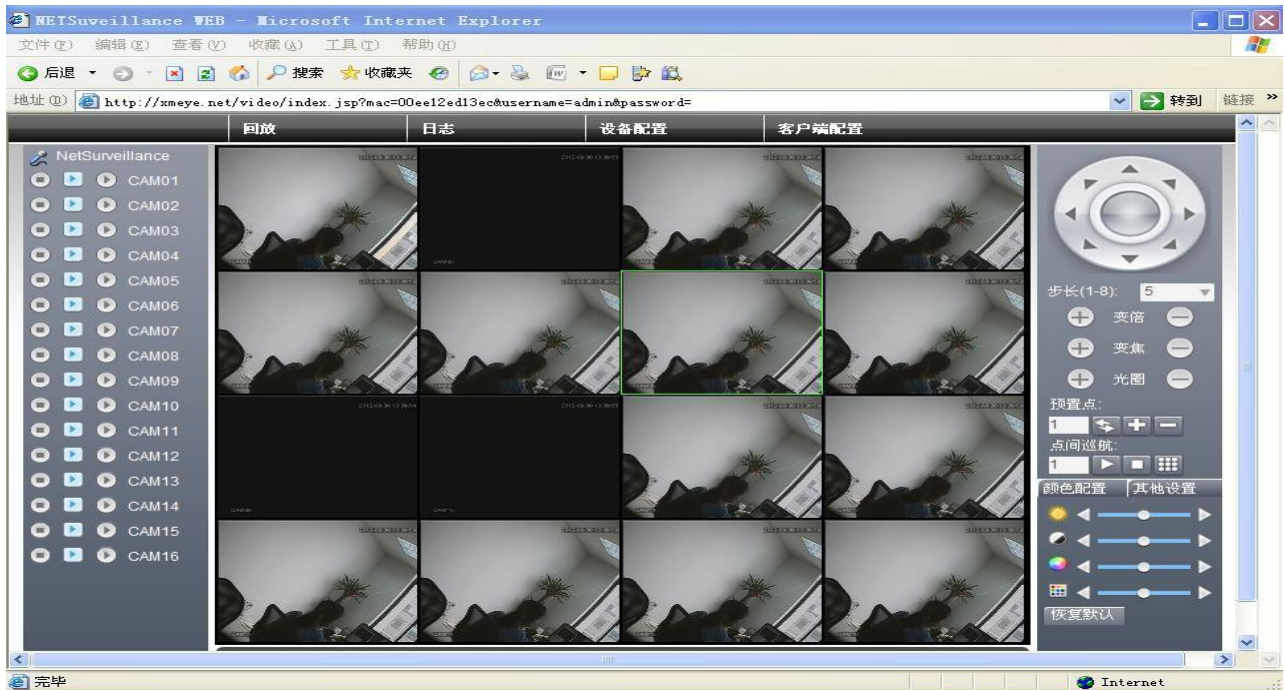 NETSuveillance WEB - Microsoft Internet Explorer
文件(F) 编辑(E) 查看(V) 收藏(A) 工具(T) 帮助(H)
后退 搜索 收藏夹
地址(D) http://xmeye.net/video/index.jsp?mac=00ee12ed13ec&username=admin&password= 转到 链接 »
回放 日志 设备配置 客户端配置
NetSurveillance
CAM01
CAM02
CAM03
CAM04
CAM05
CAM06
CAM07
CAM08
CAM09
CAM10
CAM11
CAM12
CAM13
CAM14
CAM15
CAM16
步长(1-8): 5
变倍
变焦
光圈
预置点:
1
点间巡航:
1
颜色配置 其他设置
恢复默认
完毕 Internet